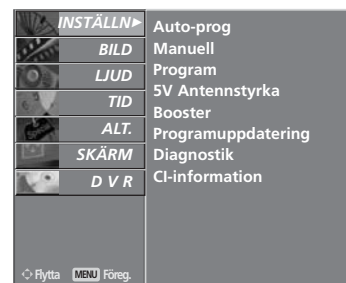 INSTÄLLN
BILD
LJUD
TID
ALT.
SKÄRM
D V R
Auto-prog
Manuell
Program
5V Antennstyrka
Booster
Programuppdatering
Diagnostik
CI-information
Flytta MENU Föreg.